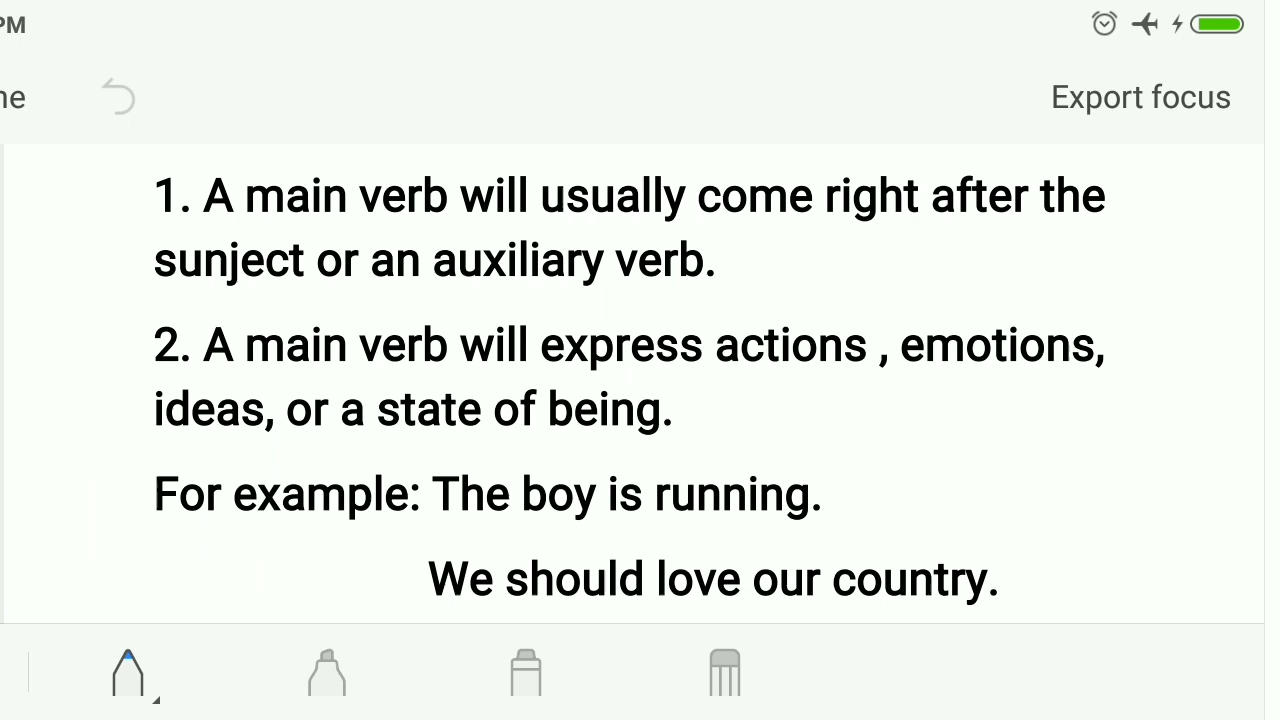 PM
ne
Export focus
1. A main verb will usually come right after the
sunject or an auxiliary verb.
2. A main verb will express actions , emotions,
ideas, or a state of being.
For example: The boy is running.
We should love our country.